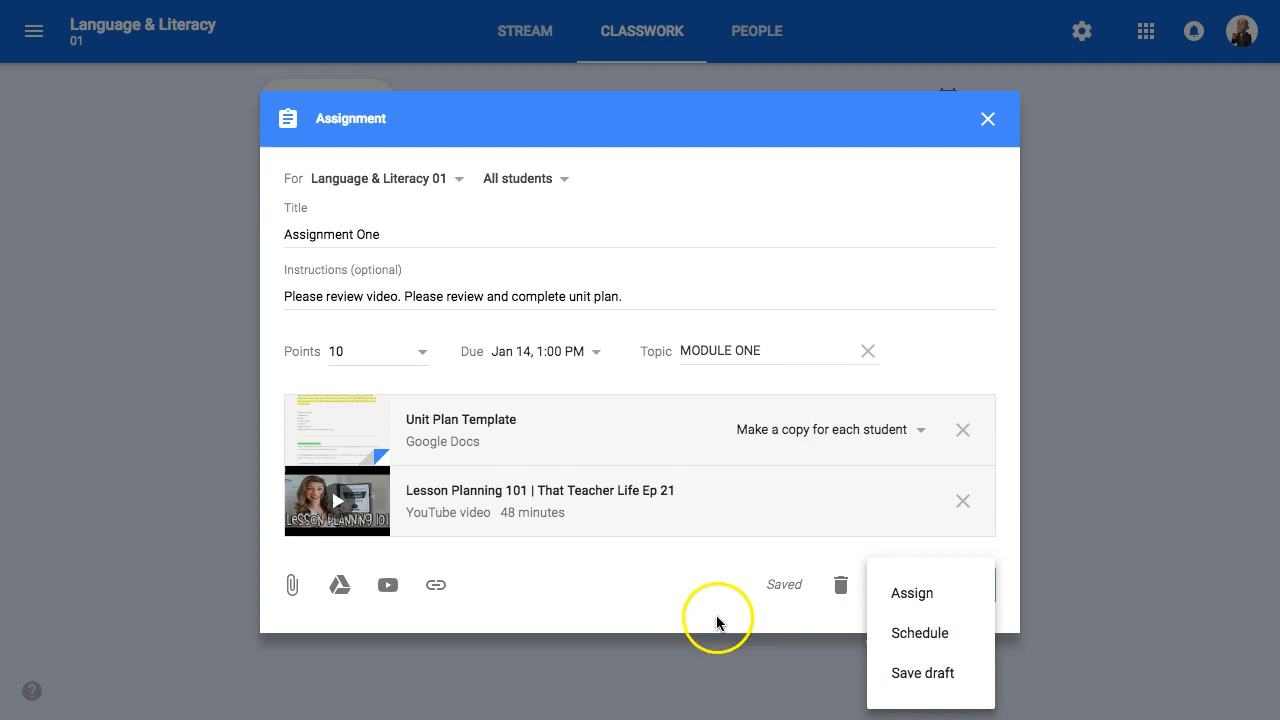 Language & Literacy
01
STREAM
CLASSWORK
PEOPLE
Assignment
For Language & Literacy 01 All students
Title
Assignment One
Instructions (optional)
Please review video. Please review and complete unit plan.
Points 10 Due Jan 14, 1:00 PM Topic MODULE ONE
Unit Plan Template
Google Docs
Make a copy for each student
LESSON PLANNING 101
Lesson Planning 101 | That Teacher Life Ep 21
YouTube video 48 minutes
Saved
Assign
Schedule
Save draft